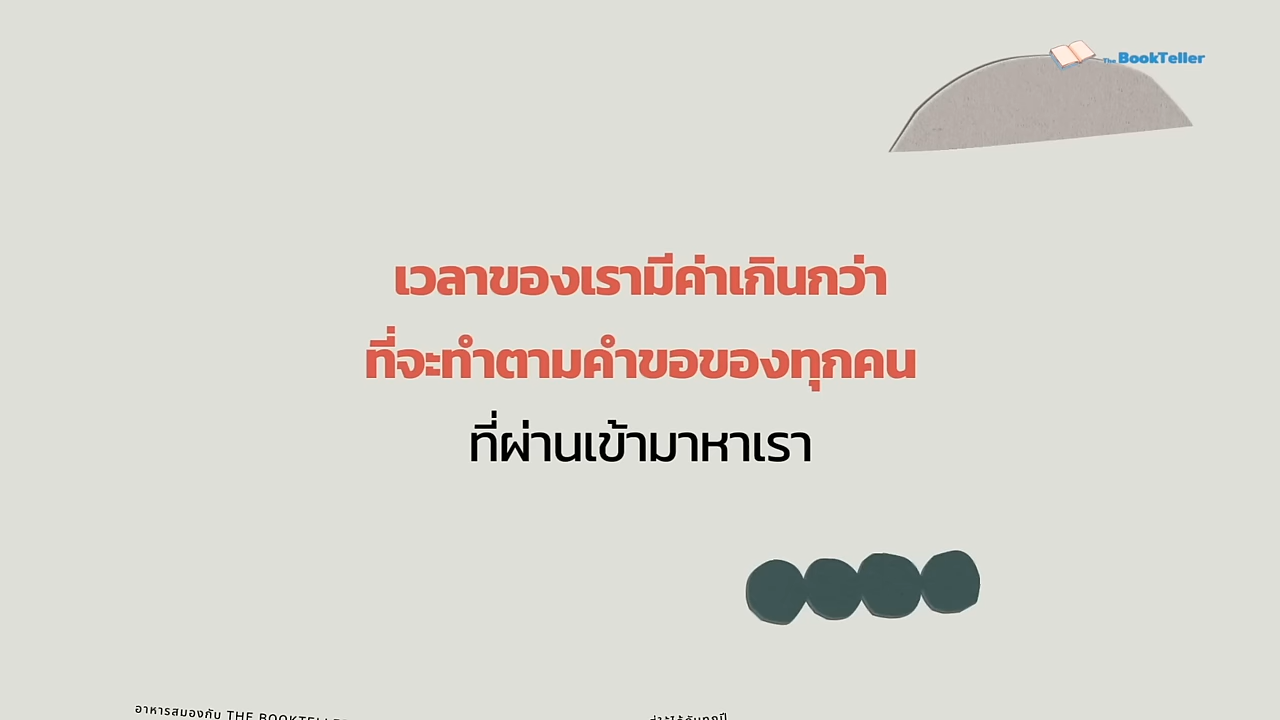 The BookTeller
เวลาของเรามีค่าเกินกว่า
ที่จะทำตามคำขอของทุกคน
ที่ผ่านเข้ามาหาเรา
อาหารสมองกับ THE BOOKTELLER